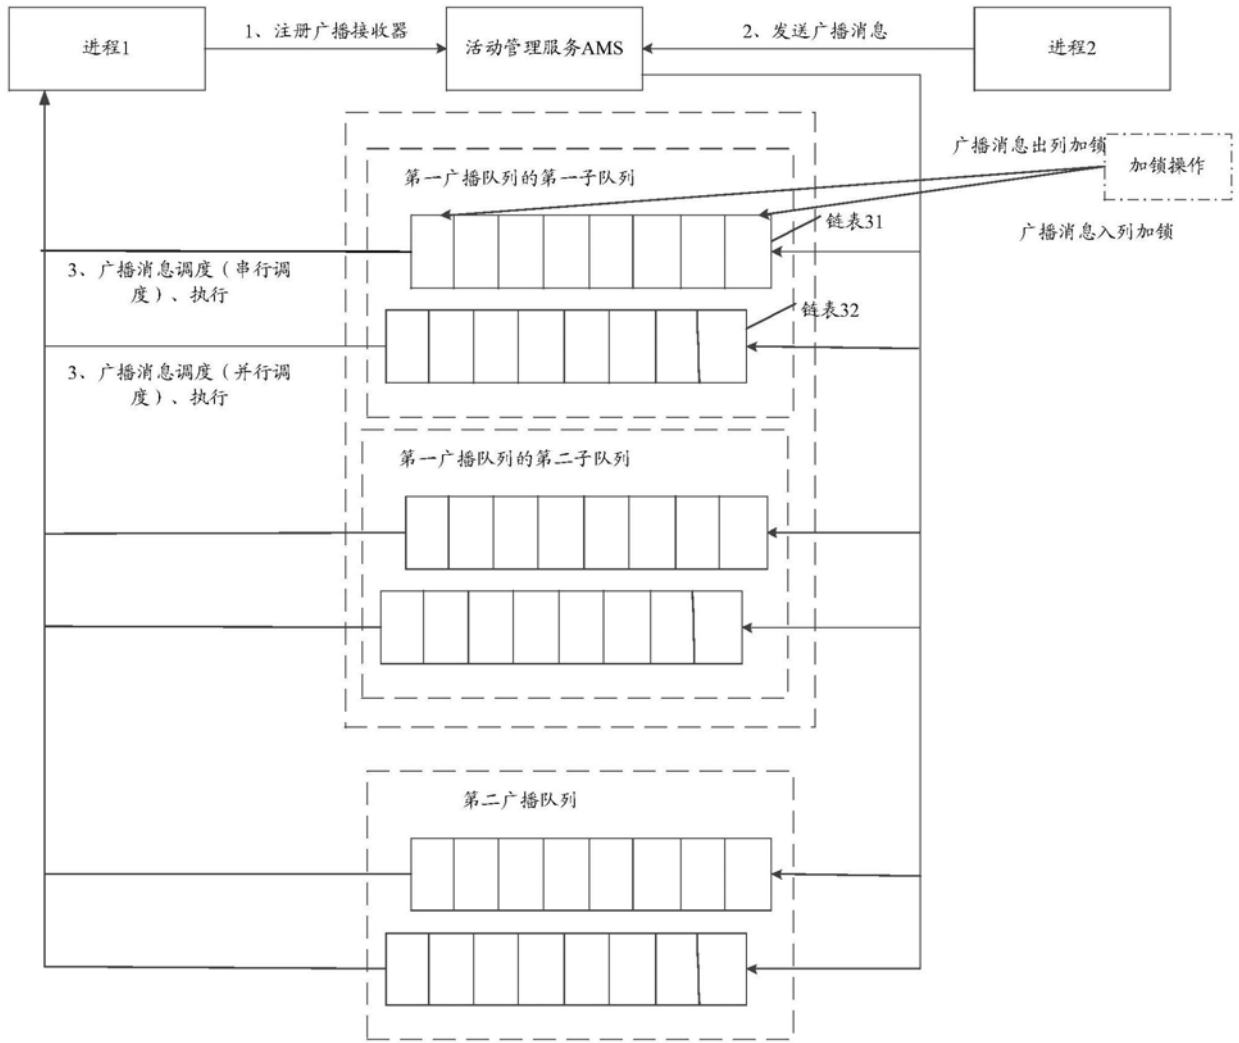 进程1
1、注册广播接收器
活动管理服务AMS
2、发送广播消息
进程2
广播消息出列加锁
加锁操作
第一广播队列的第一子队列
链表31
广播消息入列加锁
3、广播消息调度（串行调
度）、执行
链表32
3、广播消息调度（并行调
度）、执行
第一广播队列的第二子队列
第二广播队列